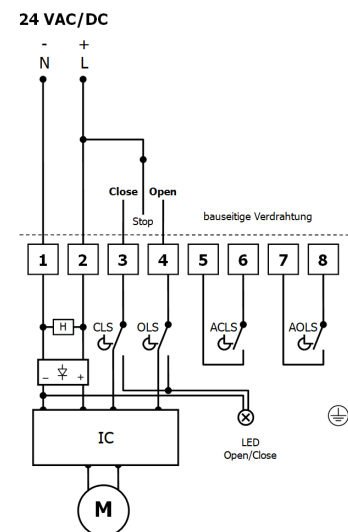 24 VAC/DC
- +
N L
Close Open
Stop
bauseitige Verdrahtung
1 2 3 4 5 6 7 8
H CLS OLS ACLS AOLS
- +
IC
LED
Open/Close
M